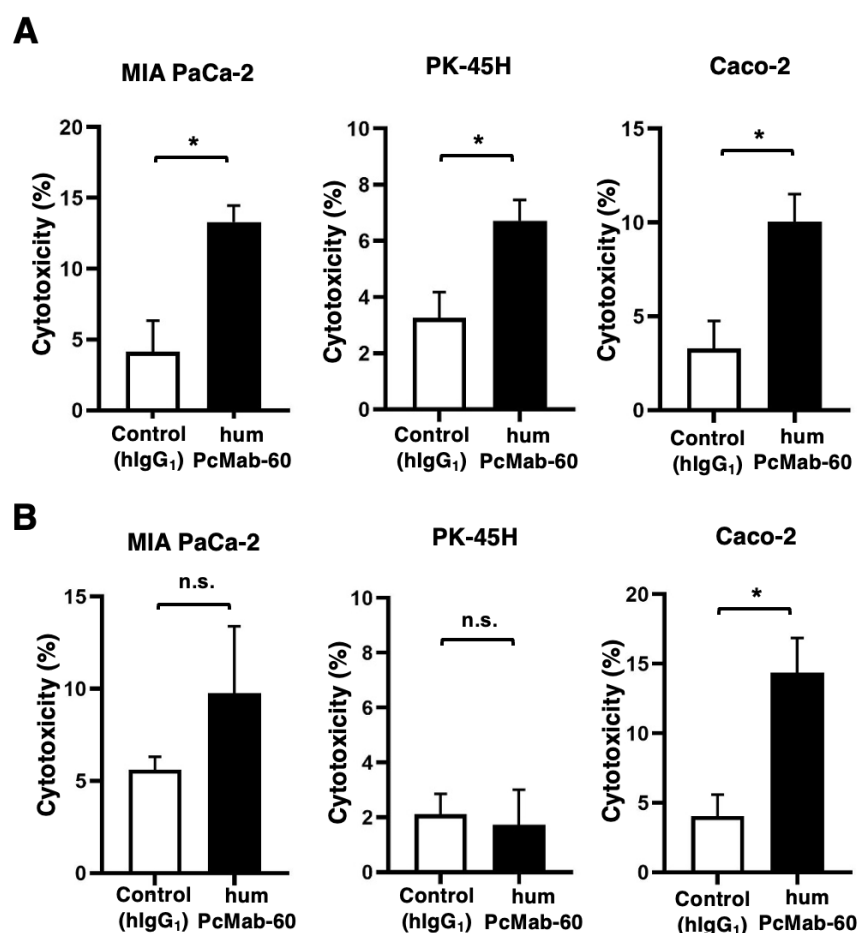 A
MIA PaCa-2
PK-45H
Caco-2
Cytotoxicity (%)
20
15
10
5
0
*
Control
(hIgG₁)
hum
PcMab-60
Cytotoxicity (%)
10
8
6
4
2
0
*
Control
(hIgG₁)
hum
PcMab-60
Cytotoxicity (%)
15
10
5
0
*
Control
(hIgG₁)
hum
PcMab-60
B
MIA PaCa-2
PK-45H
Caco-2
Cytotoxicity (%)
15
10
5
0
n.s.
Control
(hIgG₁)
hum
PcMab-60
Cytotoxicity (%)
10
8
6
4
2
0
n.s.
Control
(hIgG₁)
hum
PcMab-60
Cytotoxicity (%)
20
15
10
5
0
*
Control
(hIgG₁)
hum
PcMab-60